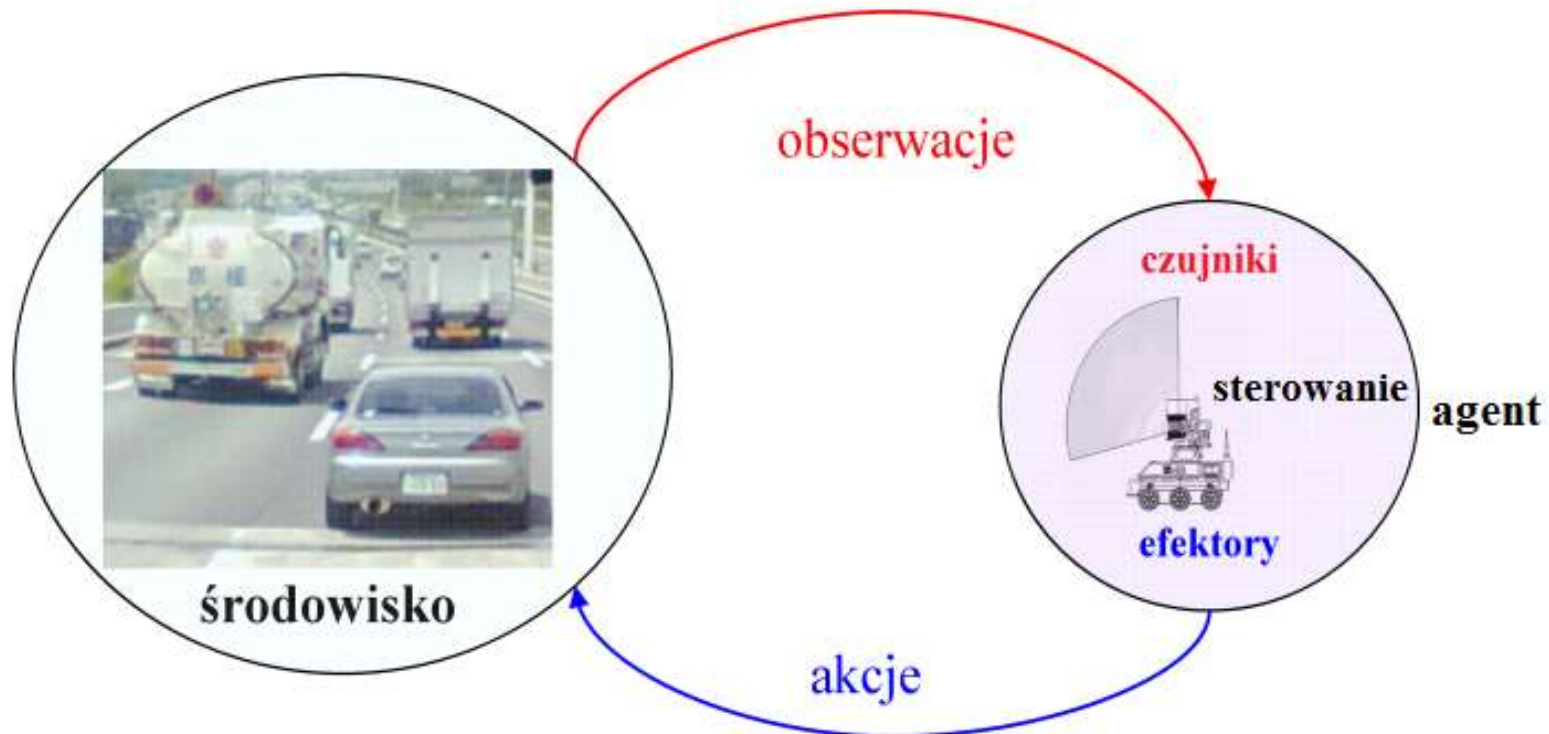 obserwacje
czujniki
sterowanie
agent
efektory
środowisko
akcje